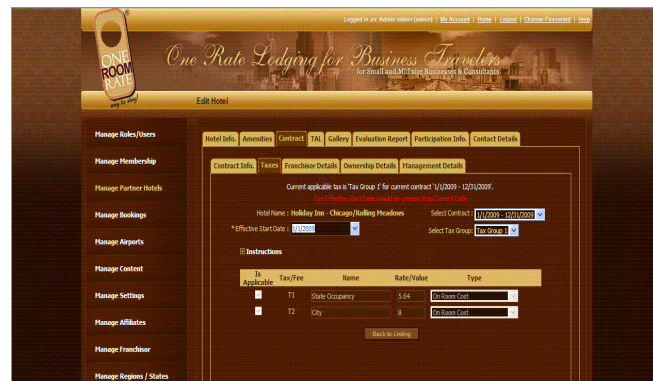 Logged in as: Admin admin (admin) | My Account | Home | Logout | Change Password | Help
ONE
ROOM
RATE
way to stay!
One Rate Lodging for Business Travelers
for Small and Mid size Businesses & Consultants
Edit Hotel
Manage Roles/Users
Manage Membership
Manage Partner Hotels
Manage Bookings
Manage Airports
Manage Content
Manage Settings
Manage Affiliates
Manage Franchisor
Manage Regions / States
Hotel Info. Amenities Contract TAL Gallery Evaluation Report Participation Info. Contact Details
Contract Info. Taxes Franchisor Details Ownership Details Management Details
Current applicable tax is 'Tax Group 1' for current contract '1/1/2009 - 12/31/2009'.
Tax Effective Start Date should be greater than Current Date
Hotel Name : Holiday Inn - Chicago/Rolling Meadows Select Contract : 1/1/2009 - 12/31/2009
*Effective Start Date : 1/1/2009 Select Tax Group: Tax Group 1
Instructions
Is Applicable Tax/Fee Name Rate/Value Type
T1 State Occupancy 5.64 On Room Cost
T2 City 8 On Room Cost
Back to Listing